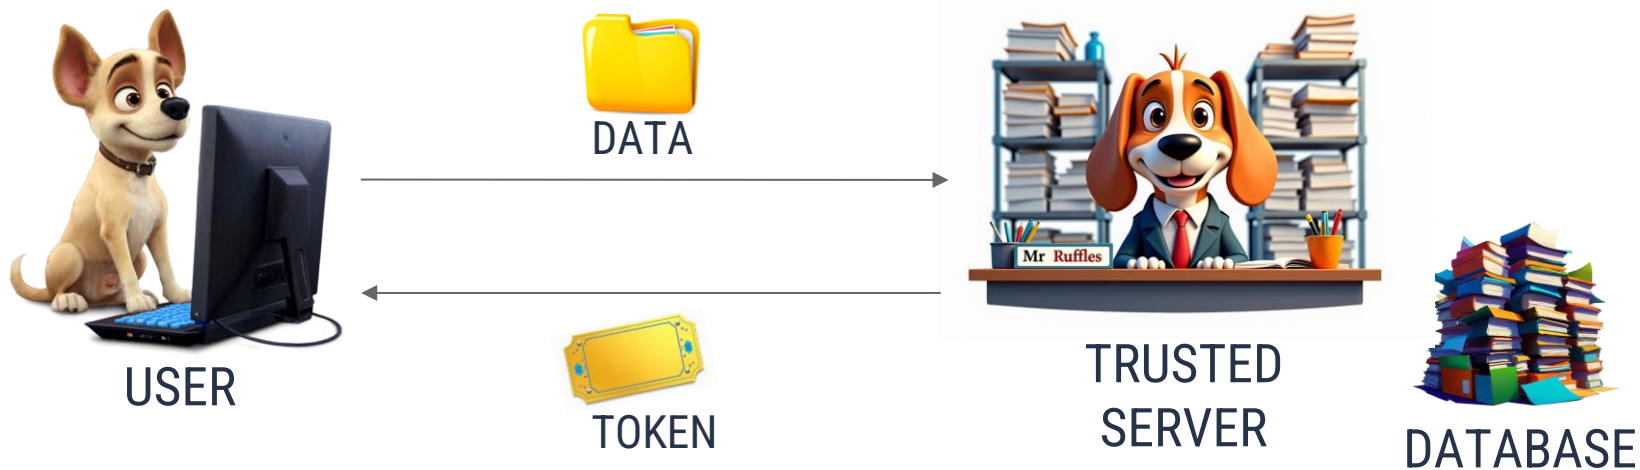 DATA
Mr Ruffles
USER
TOKEN
TRUSTED
SERVER
DATABASE